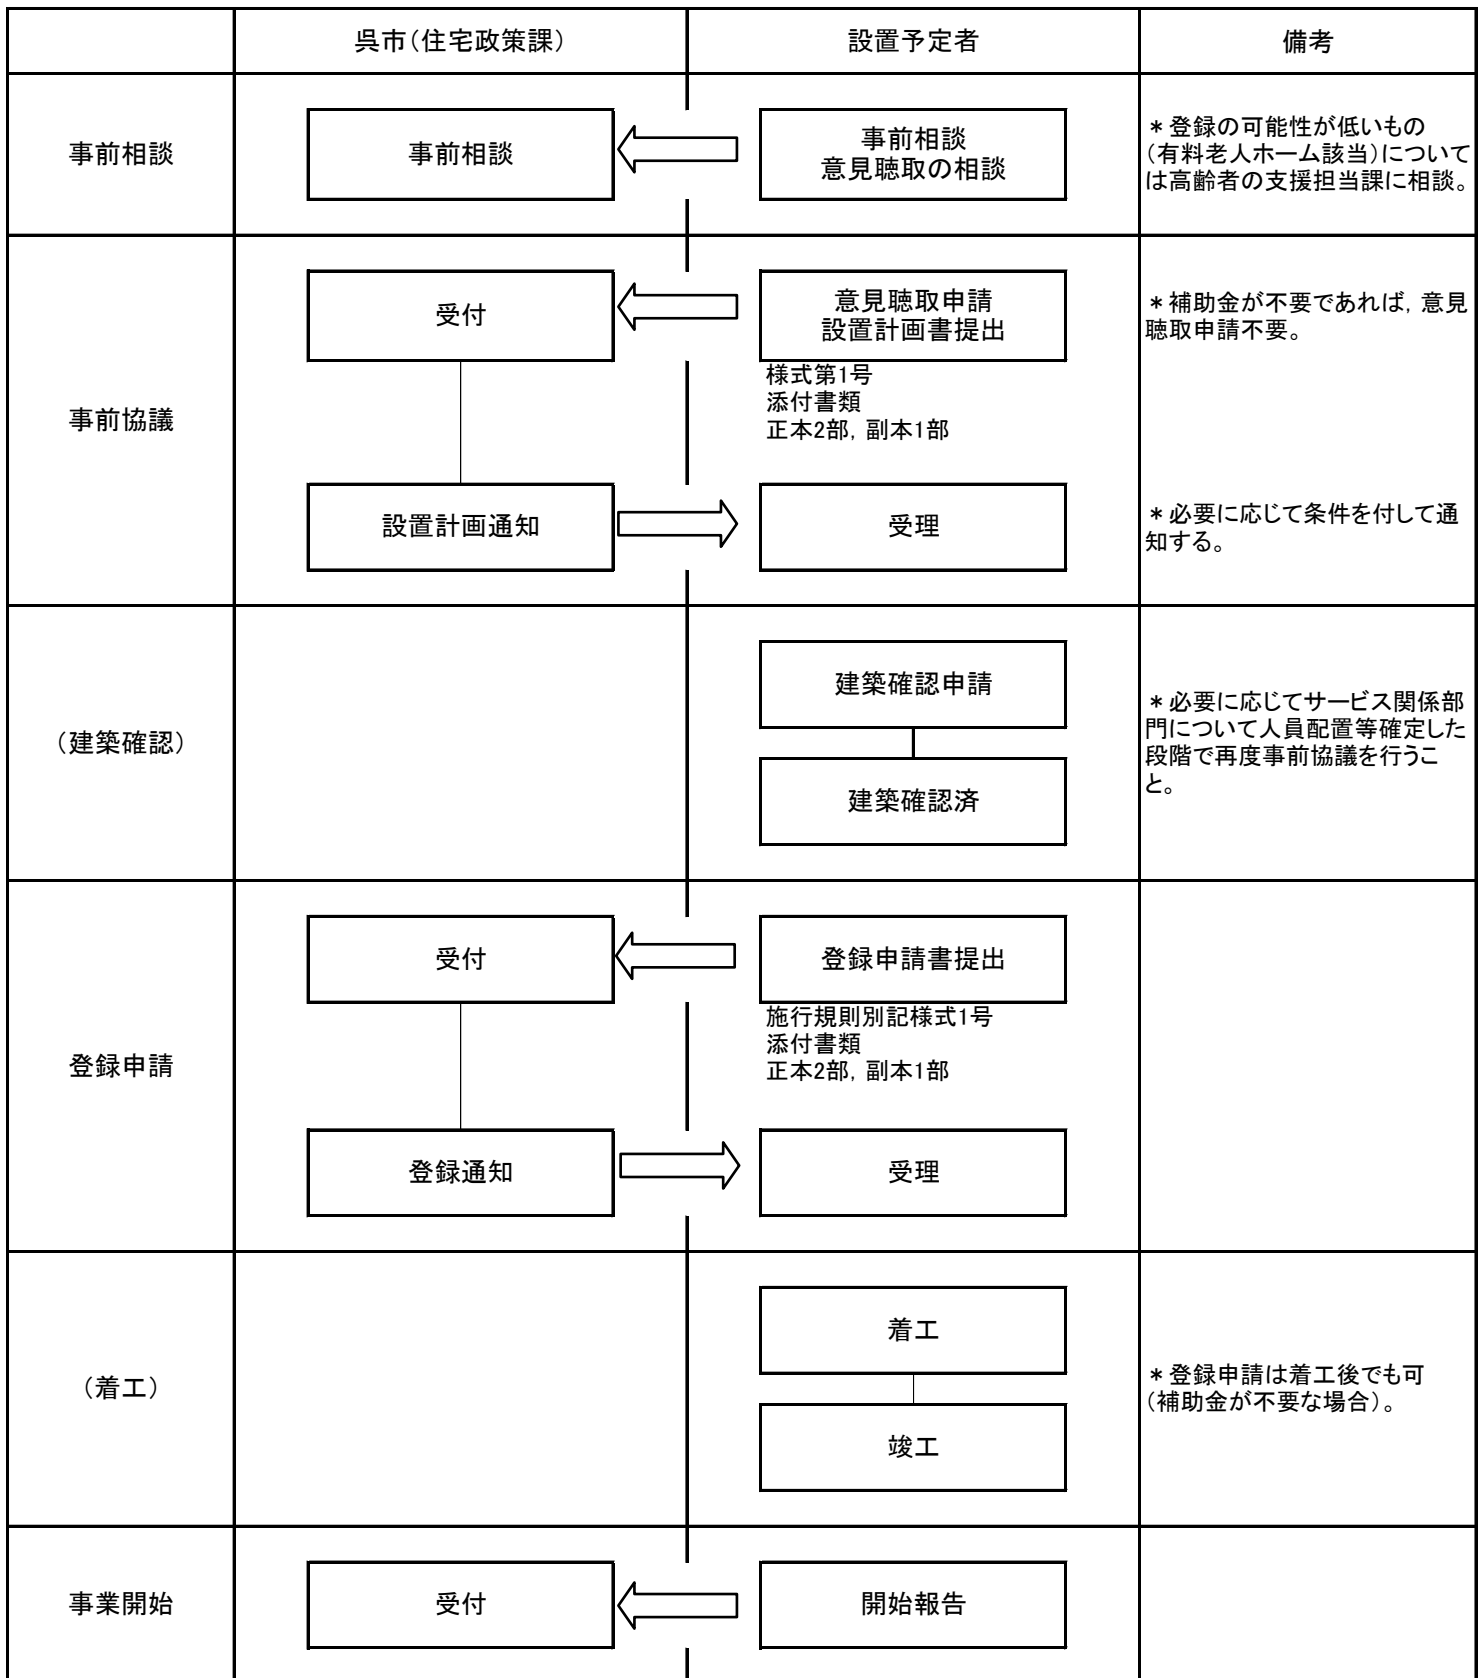 呉市（住宅政策課）
設置予定者
備考
事前相談
事前相談
事前相談
意見聴取の相談
＊登録の可能性が低いもの
（有料老人ホーム該当）について
は高齢者の支援担当課に相談。
事前協議
受付
意見聴取申請
設置計画書提出
＊補助金が不要であれば，意見
聴取申請不要。
様式第1号
添付書類
正本2部，副本1部
設置計画通知
受理
＊必要に応じて条件を付して通
知する。
（建築確認）
建築確認申請
建築確認済
＊必要に応じてサービス関係部
門について人員配置等確定した
段階で再度事前協議を行うこ
と。
登録申請
受付
登録申請書提出
施行規則別記様式1号
添付書類
正本2部，副本1部
登録通知
受理
（着工）
着工
竣工
＊登録申請は着工後でも可
（補助金が不要な場合）。
事業開始
受付
開始報告